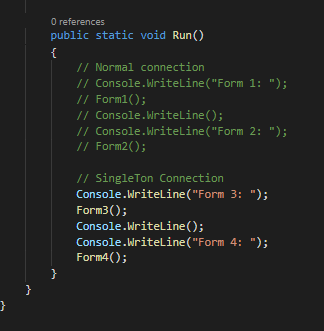 0 references
public static void Run()
{
// Normal connection
// Console.WriteLine("Form 1: ");
// Form1();
// Console.WriteLine();
// Console.WriteLine("Form 2: ");
// Form2();
// SingleTon Connection
Console.WriteLine("Form 3: ");
Form3();
Console.WriteLine();
Console.WriteLine("Form 4: ");
Form4();
}
}
}